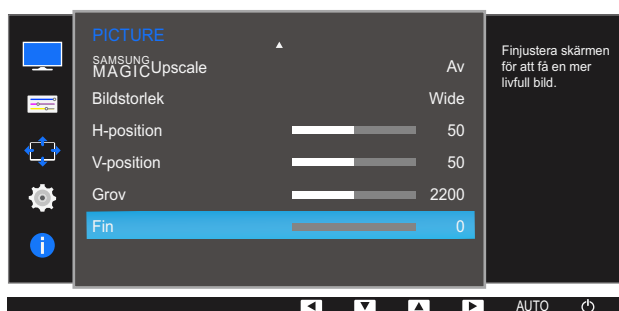 PICTURE
SAMSUNG
MAGICUpscale Av
Bildstorlek Wide
H-position 50
V-position 50
Grov 2200
Fin 0
Finjustera skärmen
för att få en mer
livfull bild.
AUTO